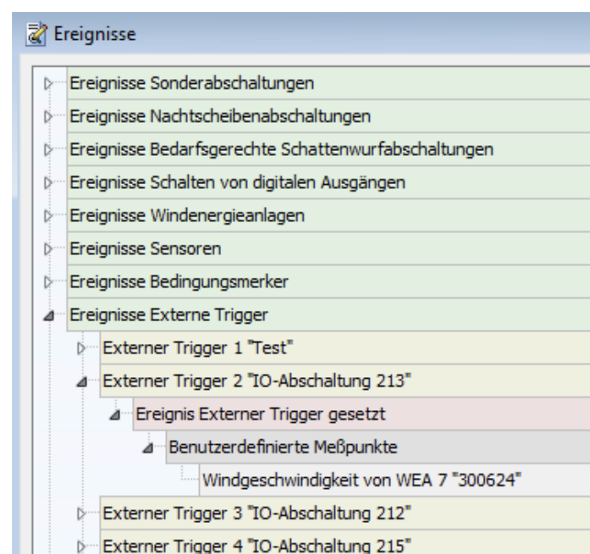 Ereignisse
Ereignisse Sonderabschaltungen
Ereignisse Nachtscheibenabschaltungen
Ereignisse Bedarfsgerechte Schattenwurfabschaltungen
Ereignisse Schalten von digitalen Ausgängen
Ereignisse Windenergieanlagen
Ereignisse Sensoren
Ereignisse Bedingungsmerker
Ereignisse Externe Trigger
Externer Trigger 1 "Test"
Externer Trigger 2 "IO-Abschaltung 213"
Ereignis Externer Trigger gesetzt
Benutzerdefinierte Meßpunkte
Windgeschwindigkeit von WEA 7 "300624"
Externer Trigger 3 "IO-Abschaltung 212"
Externer Trigger 4 "IO-Abschaltung 215"